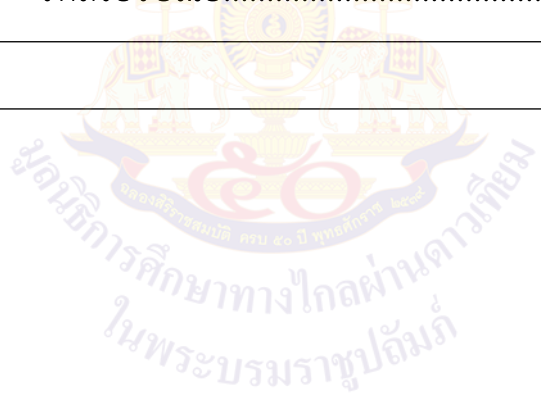 ฉลองสิริราชสมบัติ ครบ ๕๐ ปี พุทธศักราช ๒๕๓๙
๕๐
มูลนิธิการศึกษาทางไกลผ่านดาวเทียม
ในพระบรมราชูปถัมภ์